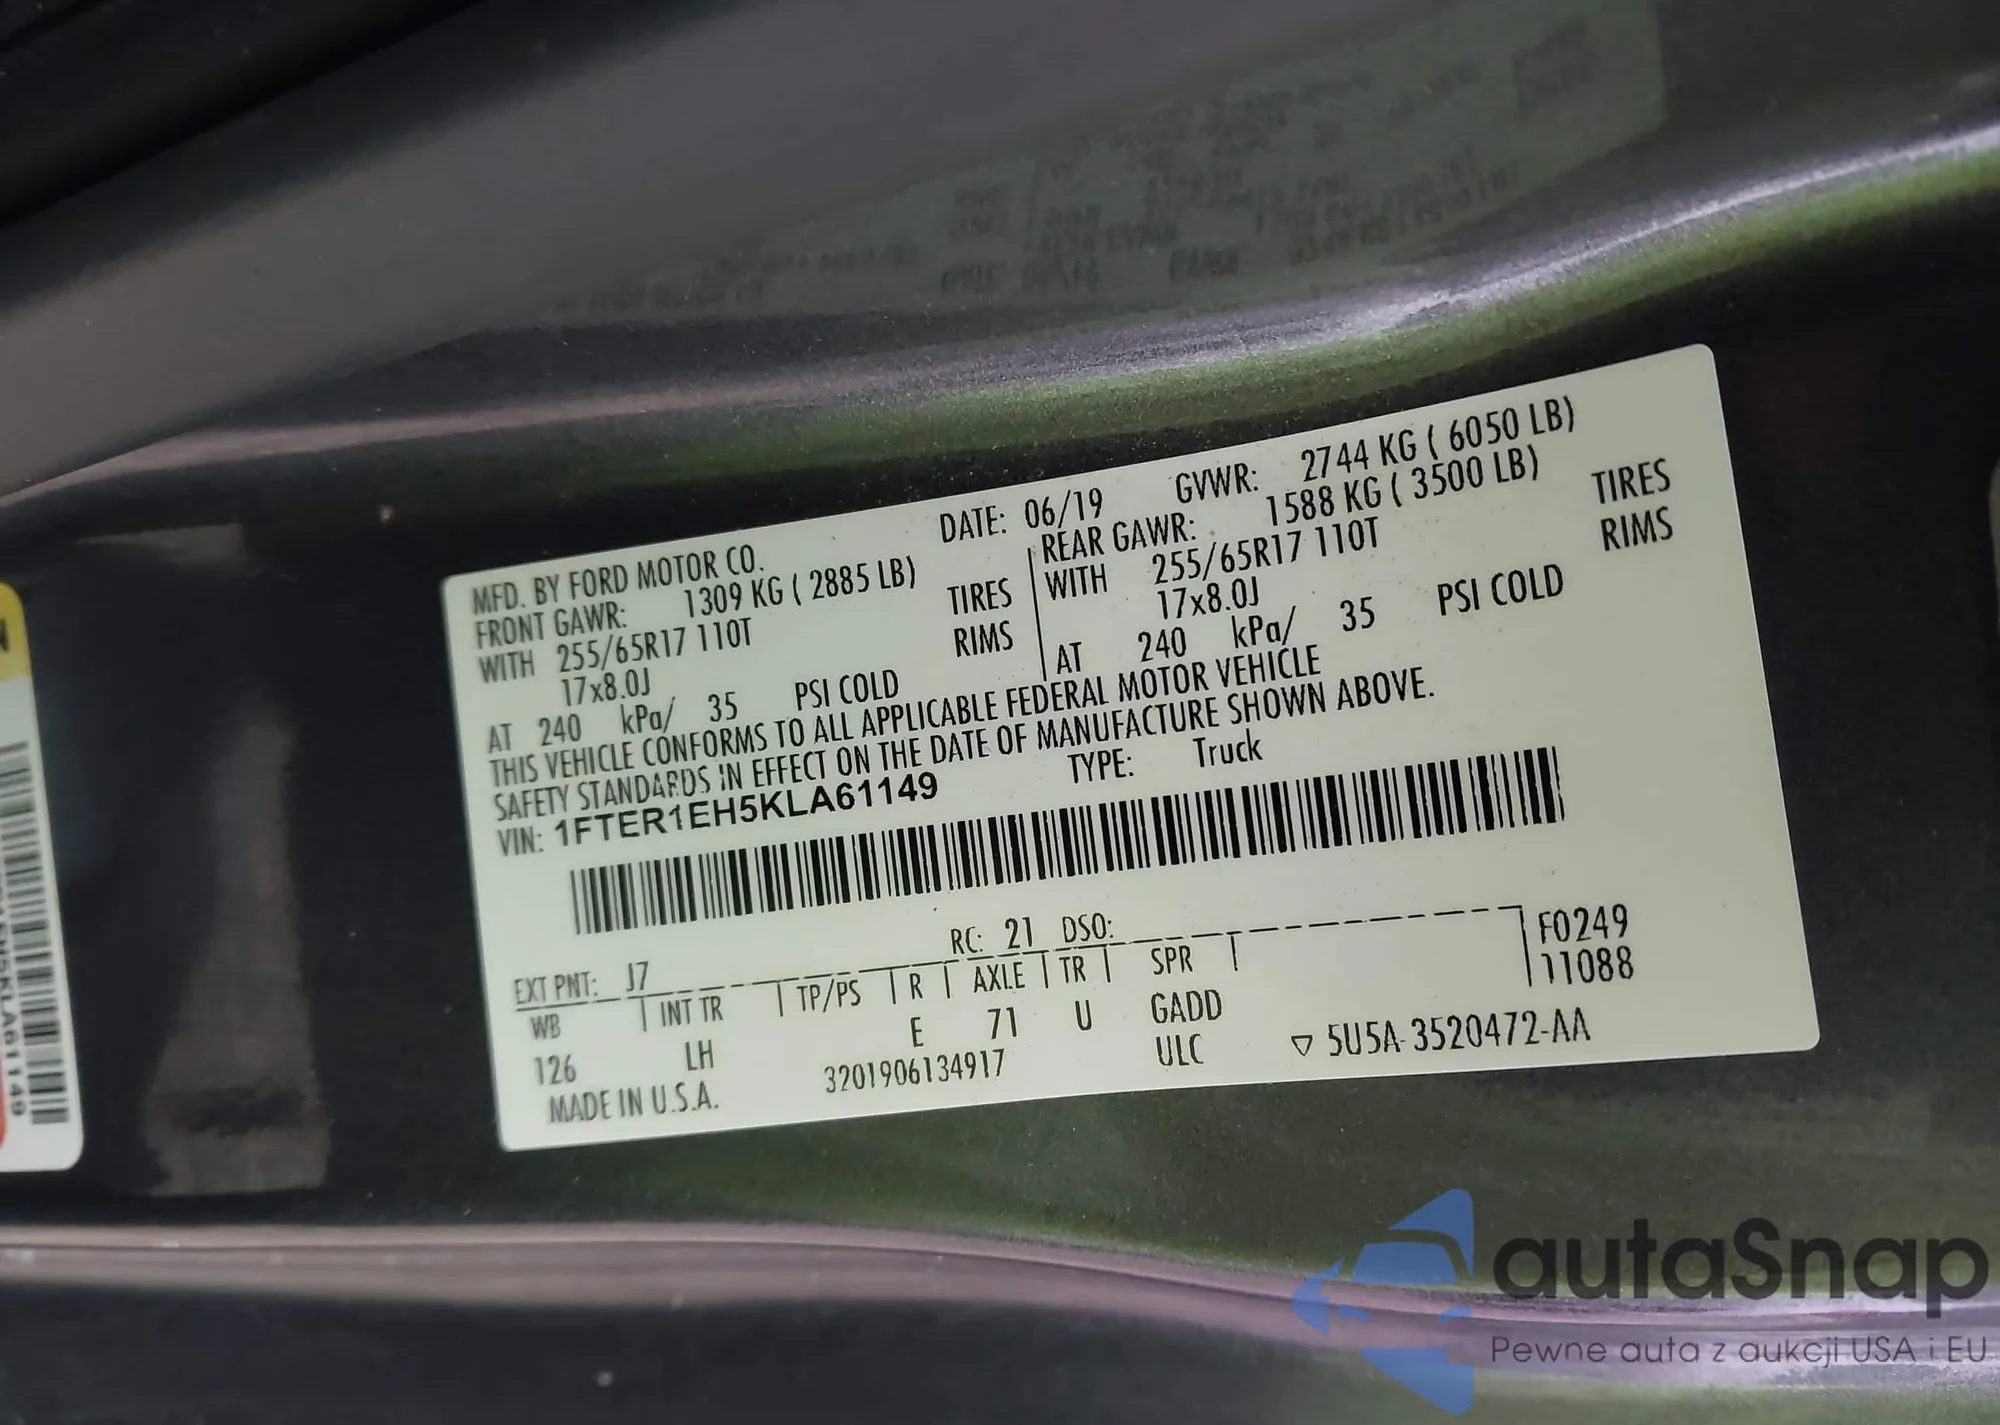 MFD. BY FORD MOTOR CO. DATE: 06/19 GVWR: 2744 KG ( 6050 LB)
FRONT GAWR: 1309 KG ( 2885 LB) REAR GAWR: 1588 KG ( 3500 LB)
WITH 255/65R17 110T TIRES WITH 255/65R17 110T TIRES
17x8.0J RIMS 17x8.0J RIMS
AT 240 kPa/ 35 PSI COLD AT 240 kPa/ 35 PSI COLD
THIS VEHICLE CONFORMS TO ALL APPLICABLE FEDERAL MOTOR VEHICLE
SAFETY STANDARDS IN EFFECT ON THE DATE OF MANUFACTURE SHOWN ABOVE.
VIN: 1FTER1EH5KLA61149 TYPE: Truck
RC: 21 DSO: F0249
EXT PNT: J7 11088
WB INT TR TP/PS R AXLE TR SPR
126 LH E 71 U GADD
ULC
MADE IN U.S.A. 3201906134917 ▽ 5U5A-3520472-AA
autaSnap
Pewne auta z aukcji USA i EU